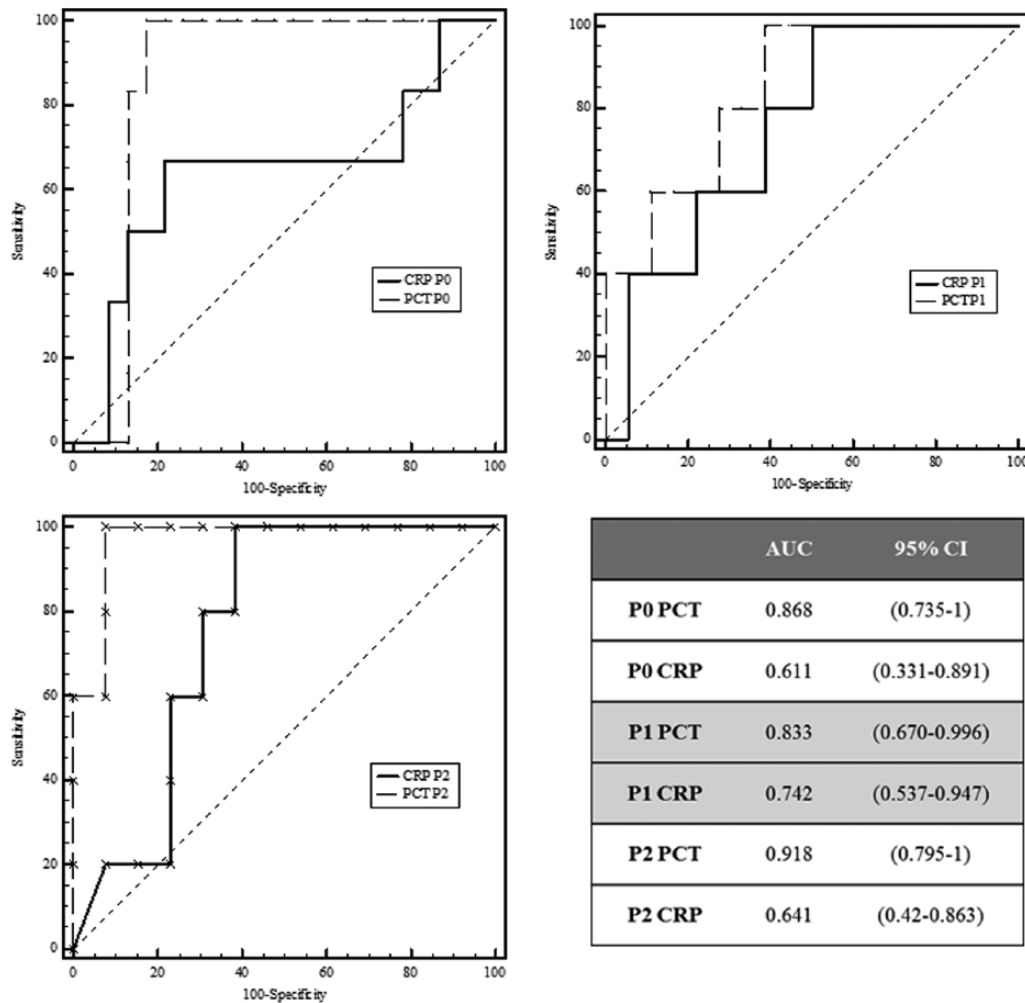 100
80
60
40
20
0
Sensitivity
0 20 40 60 80 100
100-Specificity
CRP P0
PCT P0
100
80
60
40
20
0
Sensitivity
0 20 40 60 80 100
100-Specificity
CRP P1
PCT P1
100
80
60
40
20
0
Sensitivity
0 20 40 60 80 100
100-Specificity
CRP P2
PCT P2
AUC 95% CI
P0 PCT 0.868 (0.735-1)
P0 CRP 0.611 (0.331-0.891)
P1 PCT 0.833 (0.670-0.996)
P1 CRP 0.742 (0.537-0.947)
P2 PCT 0.918 (0.795-1)
P2 CRP 0.641 (0.42-0.863)